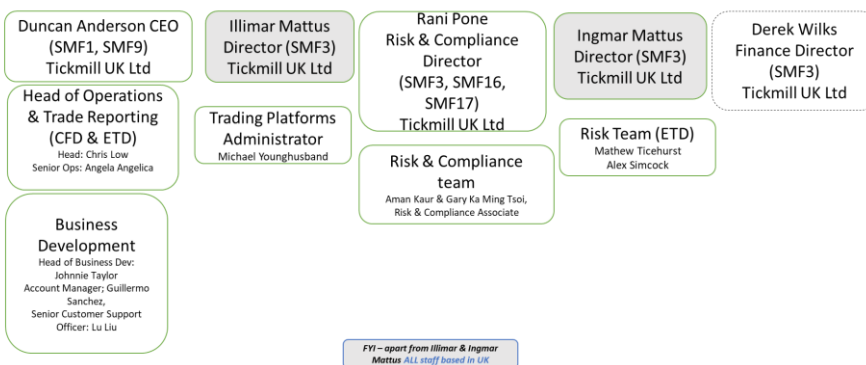 Duncan Anderson CEO
(SMF1, SMF9)
Tickmill UK Ltd
Illimar Mattus
Director (SMF3)
Tickmill UK Ltd
Rani Pone
Risk & Compliance
Director
(SMF3, SMF16,
SMF17)
Tickmill UK Ltd
Ingmar Mattus
Director (SMF3)
Tickmill UK Ltd
Derek Wilks
Finance Director
(SMF3)
Tickmill UK Ltd
Head of Operations
& Trade Reporting
(CFD & ETD)
Head: Chris Low
Senior Ops: Angela Angelica
Trading Platforms
Administrator
Michael Younghusband
Risk & Compliance
team
Aman Kaur & Gary Ka Ming Tsoi,
Risk & Compliance Associate
Risk Team (ETD)
Mathew Ticehurst
Alex Simcock
Business
Development
Head of Business Dev:
Johnnie Taylor
Account Manager; Guillermo
Sanchez,
Senior Customer Support
Officer: Lu Liu
FYI – apart from Illimar & Ingmar
Mattus ALL staff based in UK